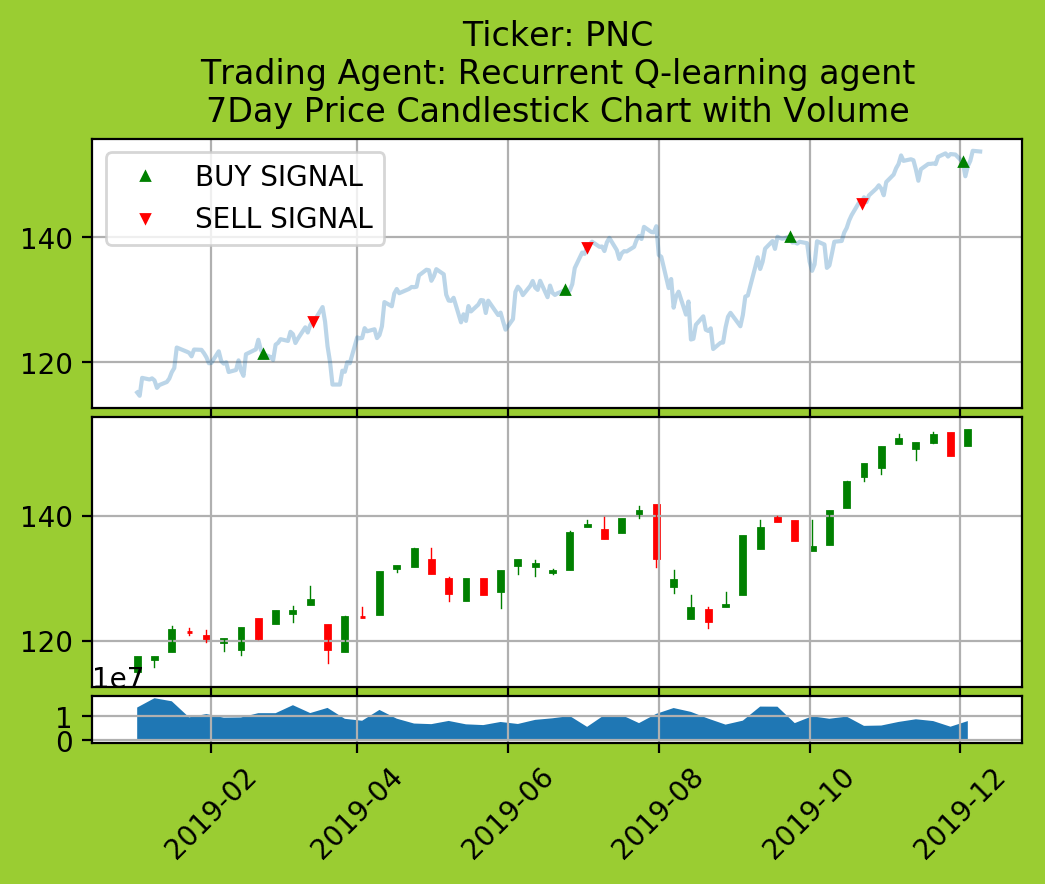 Ticker: PNC
Trading Agent: Recurrent Q-learning agent
7Day Price Candlestick Chart with Volume
BUY SIGNAL
SELL SIGNAL
140
120
140
120
1e7
1
0
2019-02
2019-04
2019-06
2019-08
2019-10
2019-12